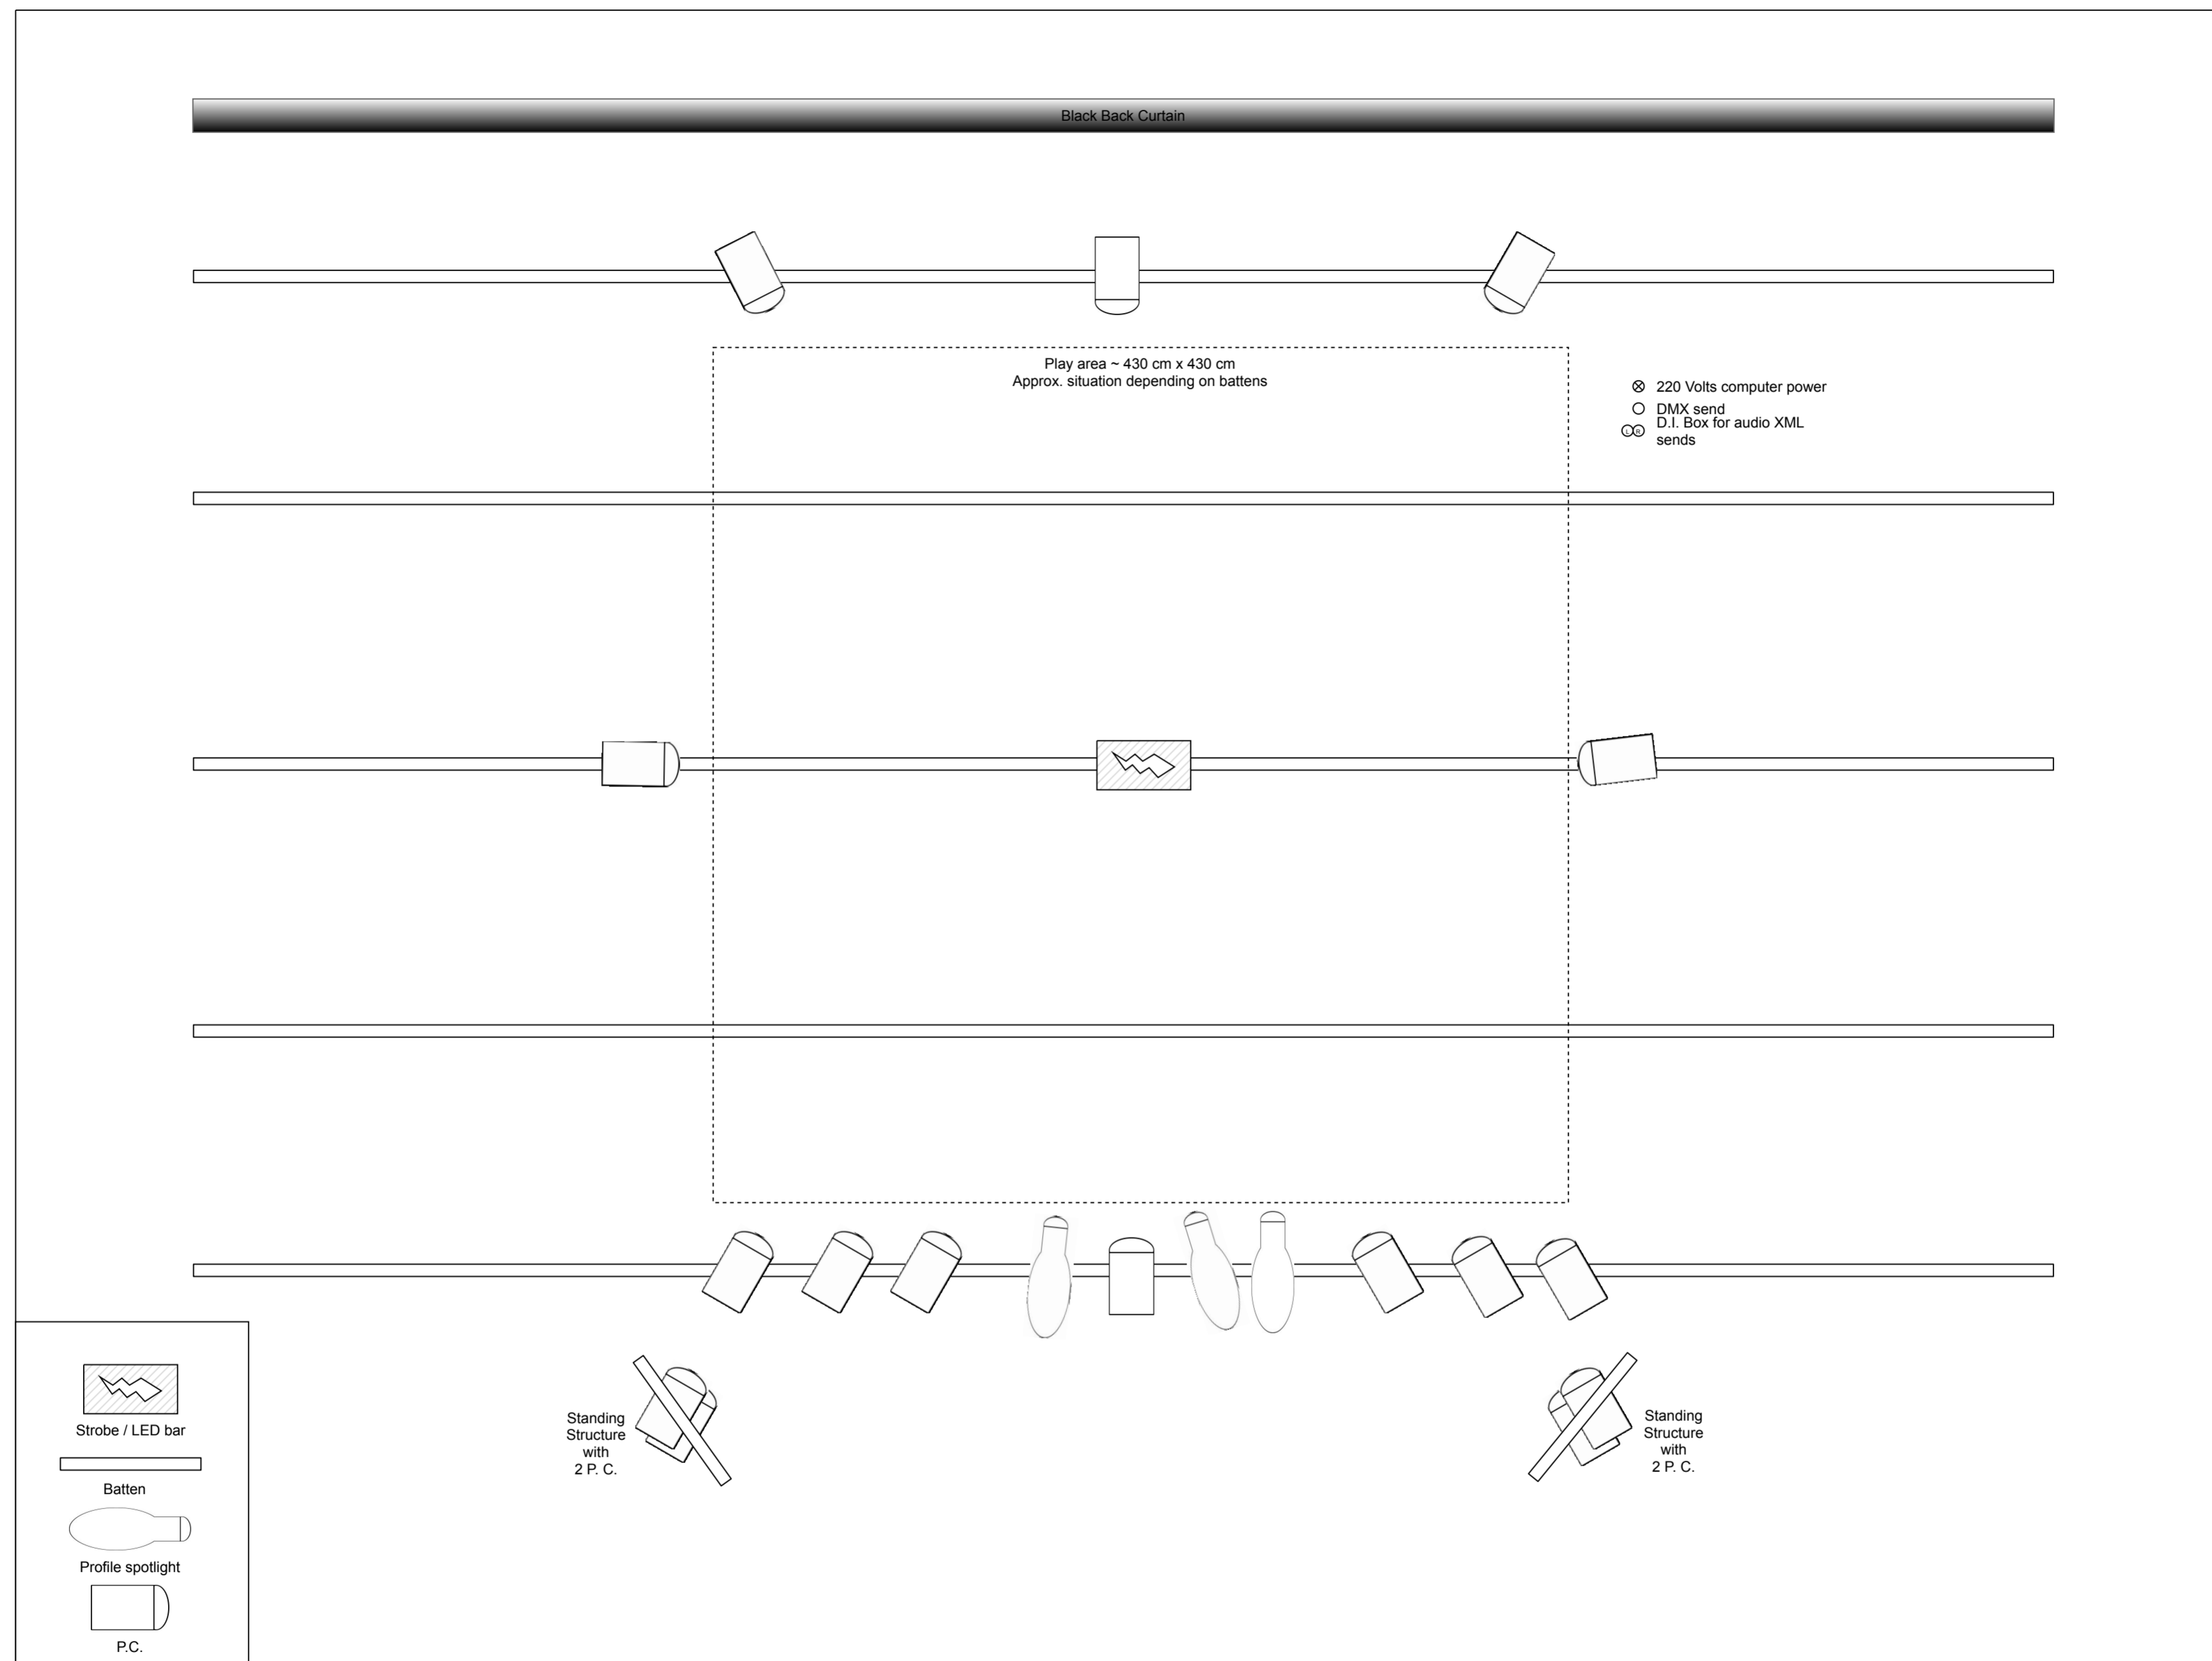 Black Back Curtain
Play area ~ 430 cm x 430 cm
Approx. situation depending on battens
220 Volts computer power
DMX send
D.I. Box for audio XML
sends
L R
Standing
Structure
with
2 P. C.
Standing
Structure
with
2 P. C.
Strobe / LED bar
Batten
Profile spotlight
P.C.